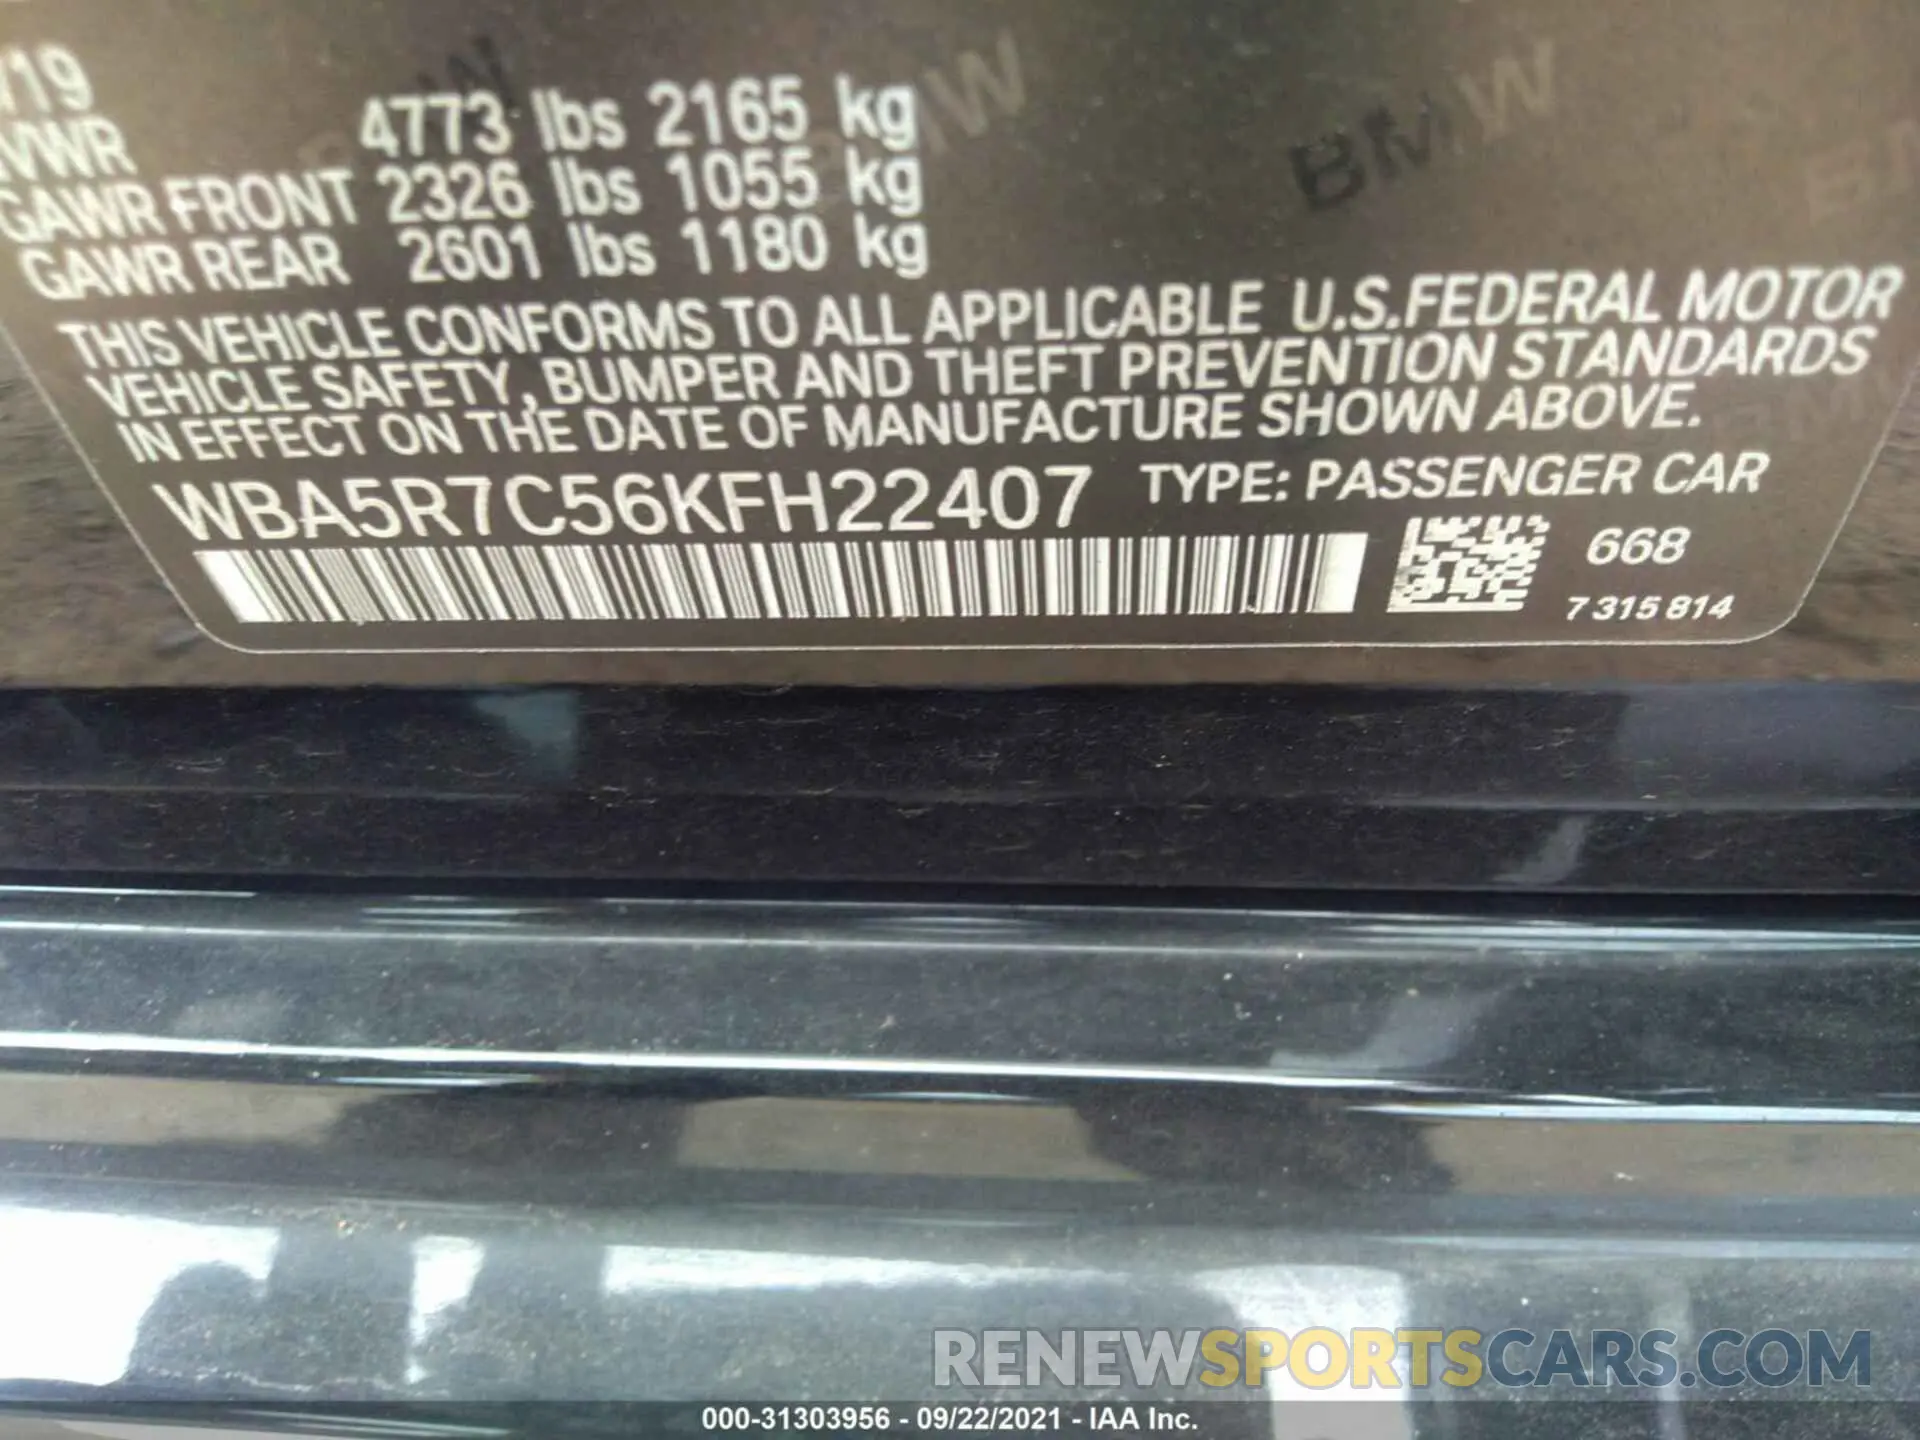 /19
VWR 4773 lbs 2165 kg
GAWR FRONT 2326 lbs 1055 kg
GAWR REAR 2601 lbs 1180 kg
THIS VEHICLE CONFORMS TO ALL APPLICABLE U.S.FEDERAL MOTOR
VEHICLE SAFETY, BUMPER AND THEFT PREVENTION STANDARDS
IN EFFECT ON THE DATE OF MANUFACTURE SHOWN ABOVE.
WBA5R7C56KFH22407 TYPE: PASSENGER CAR
668
7 315 814
BMW
RENEWSPORTSCARS.COM
000-31303956 - 09/22/2021 - IAA Inc.